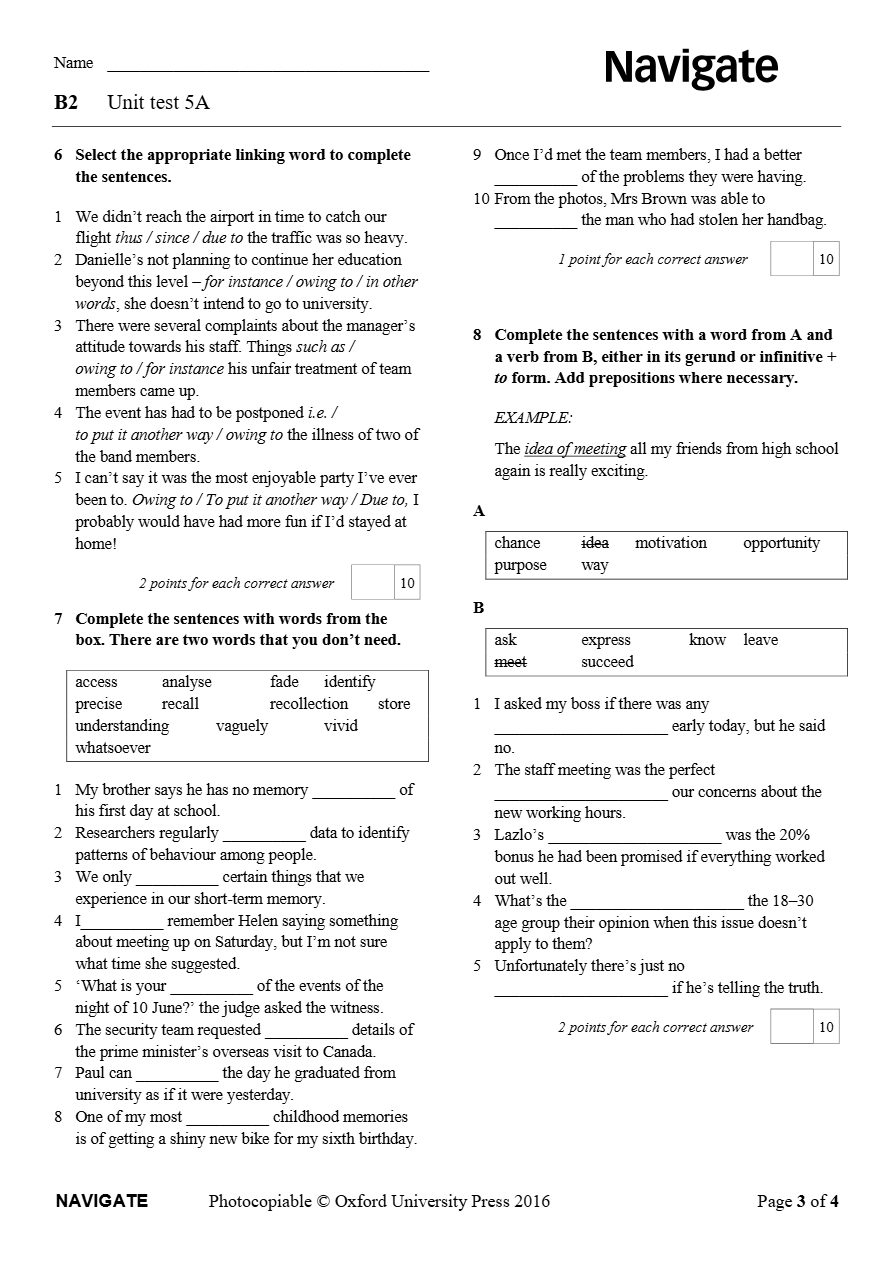 Name ____________________________________
Navigate
B2 Unit test 5A
6 Select the appropriate linking word to complete
the sentences.
1 We didn’t reach the airport in time to catch our
flight thus / since / due to the traffic was so heavy.
2 Danielle’s not planning to continue her education
beyond this level – for instance / owing to / in other
words, she doesn’t intend to go to university.
3 There were several complaints about the manager’s
attitude towards his staff. Things such as /
owing to / for instance his unfair treatment of team
members came up.
4 The event has had to be postponed i.e. /
to put it another way / owing to the illness of two of
the band members.
5 I can’t say it was the most enjoyable party I’ve ever
been to. Owing to / To put it another way / Due to, I
probably would have had more fun if I’d stayed at
home!
2 points for each correct answer 10
7 Complete the sentences with words from the
box. There are two words that you don’t need.
access analyse fade identify
precise recall recollection store
understanding vaguely vivid
whatsoever
1 My brother says he has no memory __________ of
his first day at school.
2 Researchers regularly __________ data to identify
patterns of behaviour among people.
3 We only __________ certain things that we
experience in our short-term memory.
4 I__________ remember Helen saying something
about meeting up on Saturday, but I’m not sure
what time she suggested.
5 ‘What is your __________ of the events of the
night of 10 June?’ the judge asked the witness.
6 The security team requested __________ details of
the prime minister’s overseas visit to Canada.
7 Paul can __________ the day he graduated from
university as if it were yesterday.
8 One of my most __________ childhood memories
is of getting a shiny new bike for my sixth birthday.
9 Once I’d met the team members, I had a better
__________ of the problems they were having.
10 From the photos, Mrs Brown was able to
__________ the man who had stolen her handbag.
1 point for each correct answer 10
8 Complete the sentences with a word from A and
a verb from B, either in its gerund or infinitive +
to form. Add prepositions where necessary.
EXAMPLE:
The idea of meeting all my friends from high school
again is really exciting.
A
chance idea motivation opportunity
purpose way
B
ask express know leave
meet succeed
1 I asked my boss if there was any
_____________________ early today, but he said
no.
2 The staff meeting was the perfect
_____________________ our concerns about the
new working hours.
3 Lazlo’s _____________________ was the 20%
bonus he had been promised if everything worked
out well.
4 What’s the _____________________ the 18–30
age group their opinion when this issue doesn’t
apply to them?
5 Unfortunately there’s just no
_____________________ if he’s telling the truth.
2 points for each correct answer 10
NAVIGATE Photocopiable © Oxford University Press 2016 Page 3 of 4